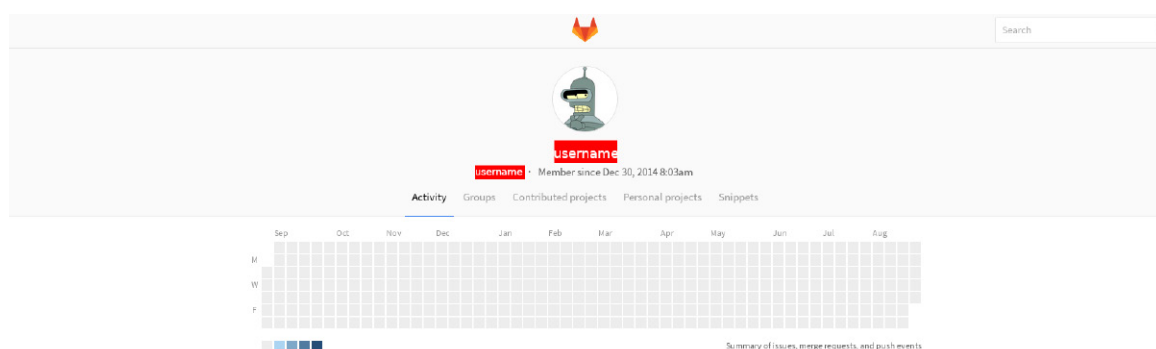 Search
username
username · Member since Dec 30, 2014 8:03am
Activity Groups Contributed projects Personal projects Snippets
Sep Oct Nov Dec Jan Feb Mar Apr May Jun Jul Aug
M
W
F
Summary of issues, merge requests, and push events